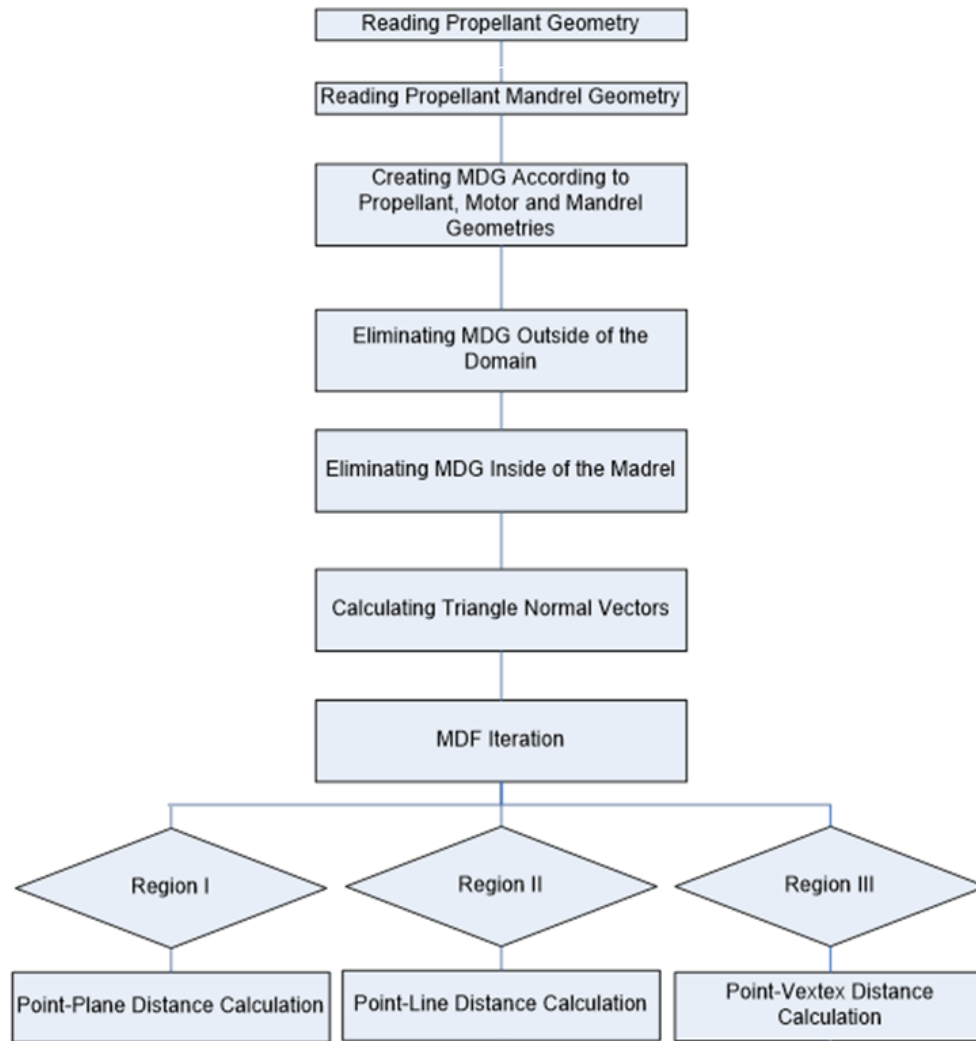 Reading Propellant Geometry
Reading Propellant Mandrel Geometry
Creating MDG According to
Propellant, Motor and Mandrel
Geometries
Eliminating MDG Outside of the
Domain
Eliminating MDG Inside of the Madrel
Calculating Triangle Normal Vectors
MDF Iteration
Region I
Region II
Region III
Point-Plane Distance Calculation
Point-Line Distance Calculation
Point-Vextex Distance
Calculation